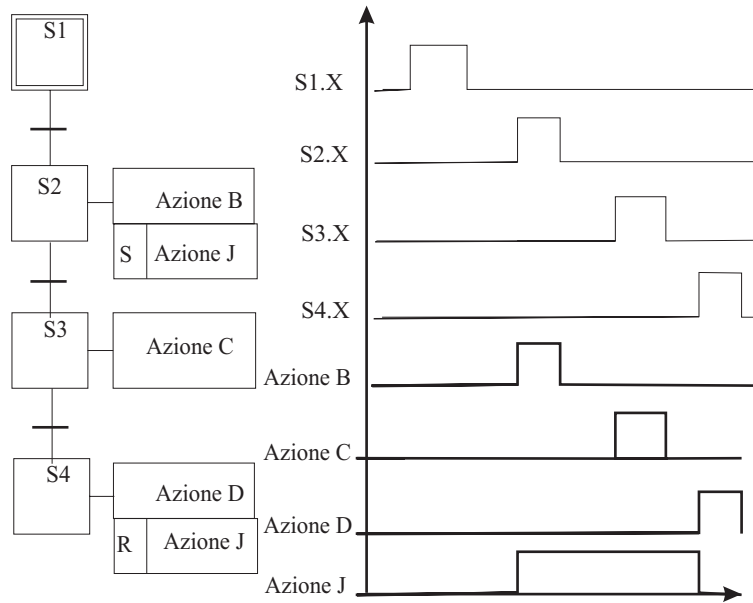 S1
S2
Azione B
S
Azione J
S3
Azione C
S4
Azione D
R
Azione J
S1.X
S2.X
S3.X
S4.X
Azione B
Azione C
Azione D
Azione J